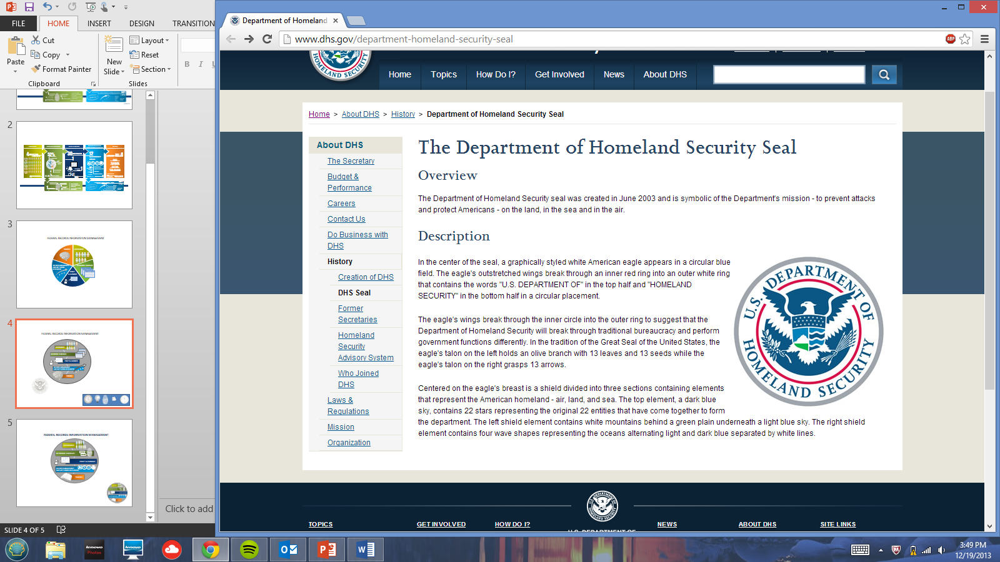 FILE
HOME
INSERT
DESIGN
TRANSITION
Cut
Copy
Format Painter
Paste
Clipboard
New
Slide
Layout
Reset
Section
Slides
B I U
2
3
FEDERAL RECORDS INFORMATION MANAGEMENT
4
FEDERAL RECORDS INFORMATION MANAGEMENT
5
FEDERAL RECORDS INFORMATION MANAGEMENT
Click to add
SLIDE 4 OF 5
Department of Homeland
www.dhs.gov/department-homeland-security-seal
ABP
HOMELAND SECURITY
Home
Topics
How Do I?
Get Involved
News
About DHS
Home > About DHS > History > Department of Homeland Security Seal
About DHS
The Secretary
Budget &
Performance
Careers
Contact Us
Do Business with
DHS
History
Creation of DHS
DHS Seal
Former
Secretaries
Homeland
Security
Advisory System
Who Joined
DHS
Laws &
Regulations
Mission
Organization
The Department of Homeland Security Seal
Overview
The Department of Homeland Security seal was created in June 2003 and is symbolic of the Department's mission - to prevent attacks
and protect Americans - on the land, in the sea and in the air.
Description
In the center of the seal, a graphically styled white American eagle appears in a circular blue
field. The eagle's outstretched wings break through an inner red ring into an outer white ring
that contains the words "U.S. DEPARTMENT OF" in the top half and "HOMELAND
SECURITY" in the bottom half in a circular placement.
The eagle's wings break through the inner circle into the outer ring to suggest that the
Department of Homeland Security will break through traditional bureaucracy and perform
government functions differently. In the tradition of the Great Seal of the United States, the
eagle's talon on the left holds an olive branch with 13 leaves and 13 seeds while the
eagle's talon on the right grasps 13 arrows.
Centered on the eagle's breast is a shield divided into three sections containing elements
that represent the American homeland - air, land, and sea. The top element, a dark blue
sky, contains 22 stars representing the original 22 entities that have come together to form
the department. The left shield element contains white mountains behind a green plain underneath a light blue sky. The right shield
element contains four wave shapes representing the oceans alternating light and dark blue separated by white lines.
U.S. DEPARTMENT OF
HOMELAND SECURITY
U.S. DEPARTMENT OF
HOMELAND SECURITY
TOPICS
GET INVOLVED
HOW DO I?
U.S. DEPARTMENT OF
NEWS
ABOUT DHS
SITE LINKS
lenovo
Photos
lenovo
3:49 PM
12/19/2013